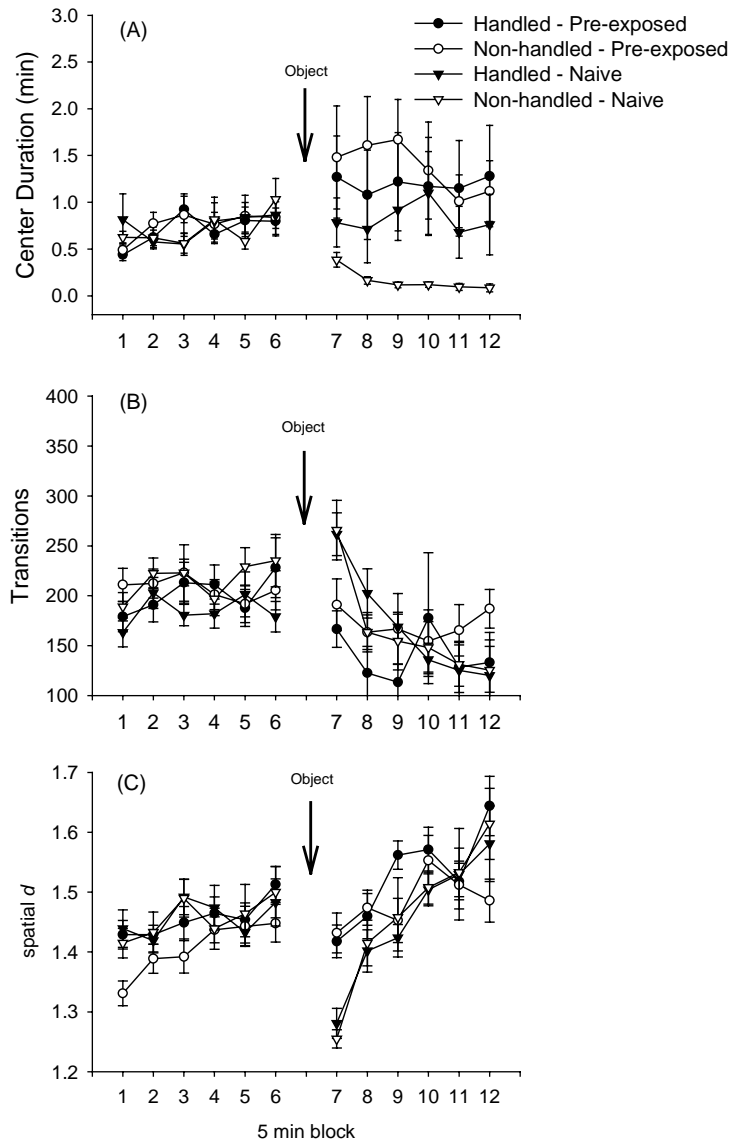 (A)
Handled - Pre-exposed
Non-handled - Pre-exposed
Handled - Naive
Non-handled - Naive
Object
Center Duration (min)
3.0
2.5
2.0
1.5
1.0
0.5
0.0
1 2 3 4 5 6 7 8 9 10 11 12
(B)
Object
Transitions
400
350
300
250
200
150
100
1 2 3 4 5 6 7 8 9 10 11 12
(C)
Object
spatial d
1.7
1.6
1.5
1.4
1.3
1.2
1 2 3 4 5 6 7 8 9 10 11 12
5 min block